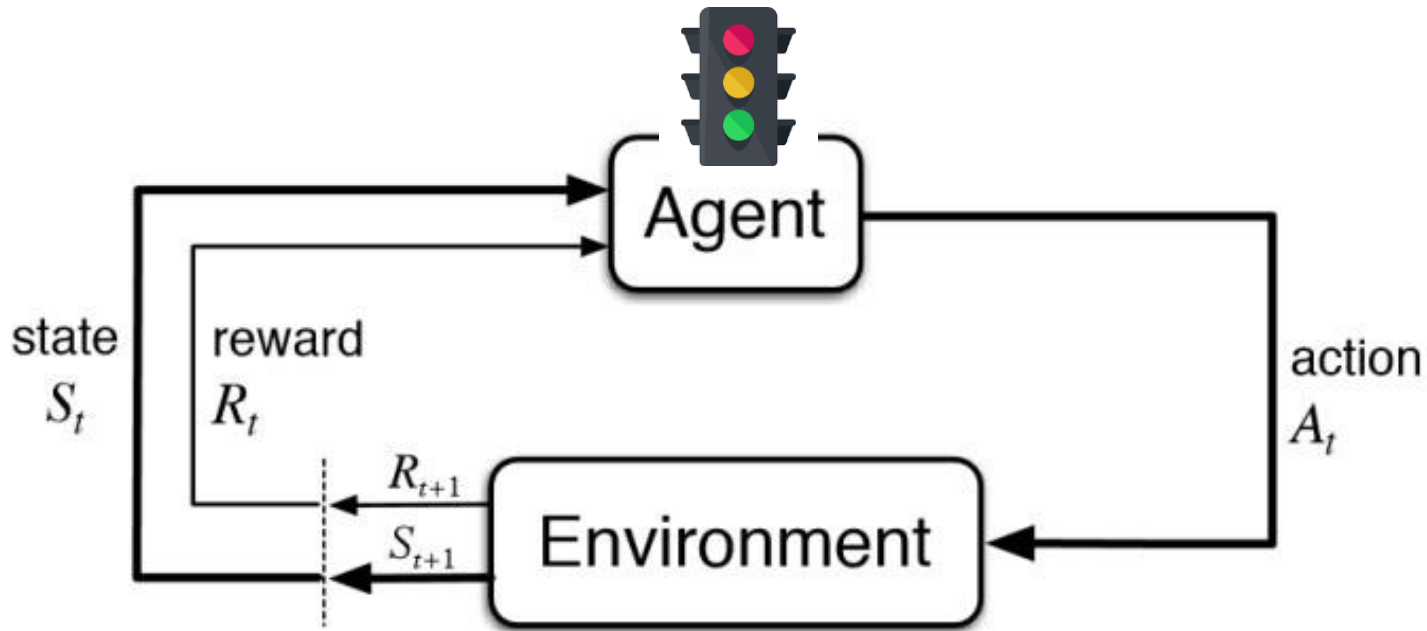 Agent
state
S_t
reward
R_t
action
A_t
R_{t+1}
S_{t+1}
Environment